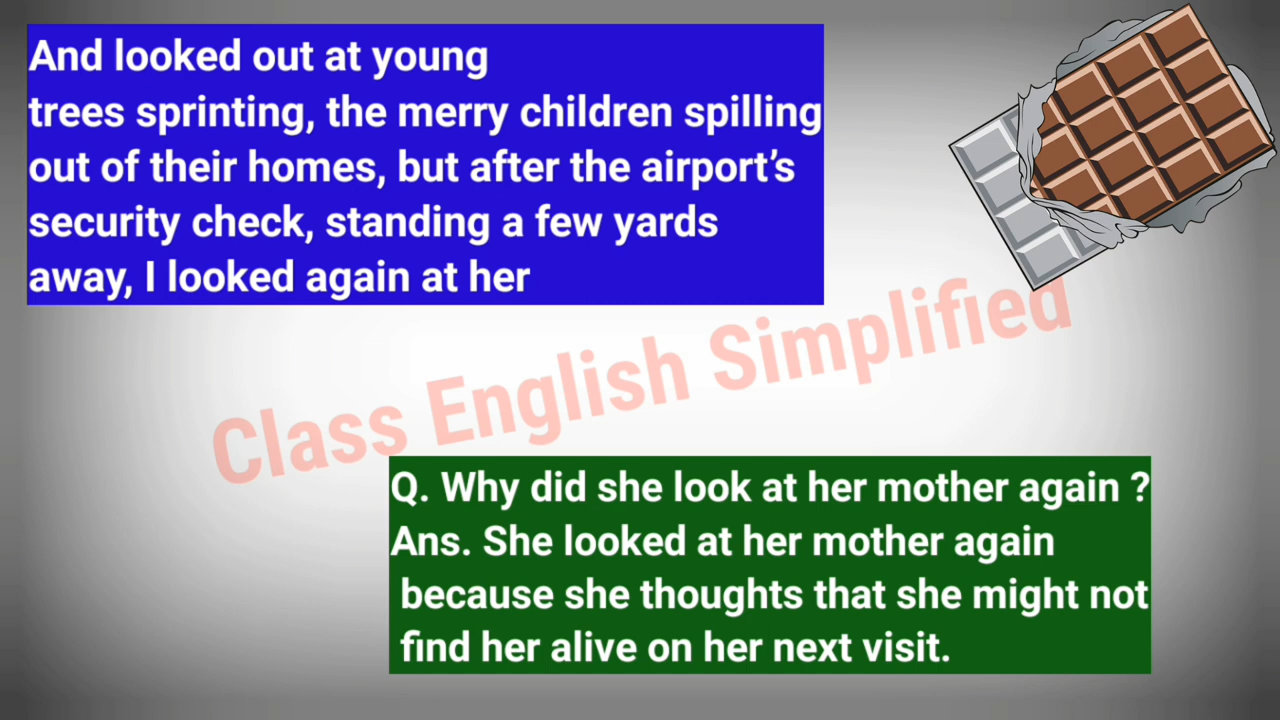 And looked out at young
trees sprinting, the merry children spilling
out of their homes, but after the airport’s
security check, standing a few yards
away, I looked again at her
Class English Simplified
Q. Why did she look at her mother again ?
Ans. She looked at her mother again
because she thoughts that she might not
find her alive on her next visit.